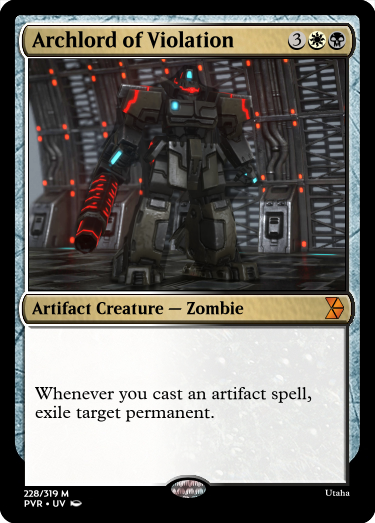 Archlord of Violation 3
Artifact Creature — Zombie
Whenever you cast an artifact spell,
exile target permanent.
228/319 M
PVR • UV
Utaha